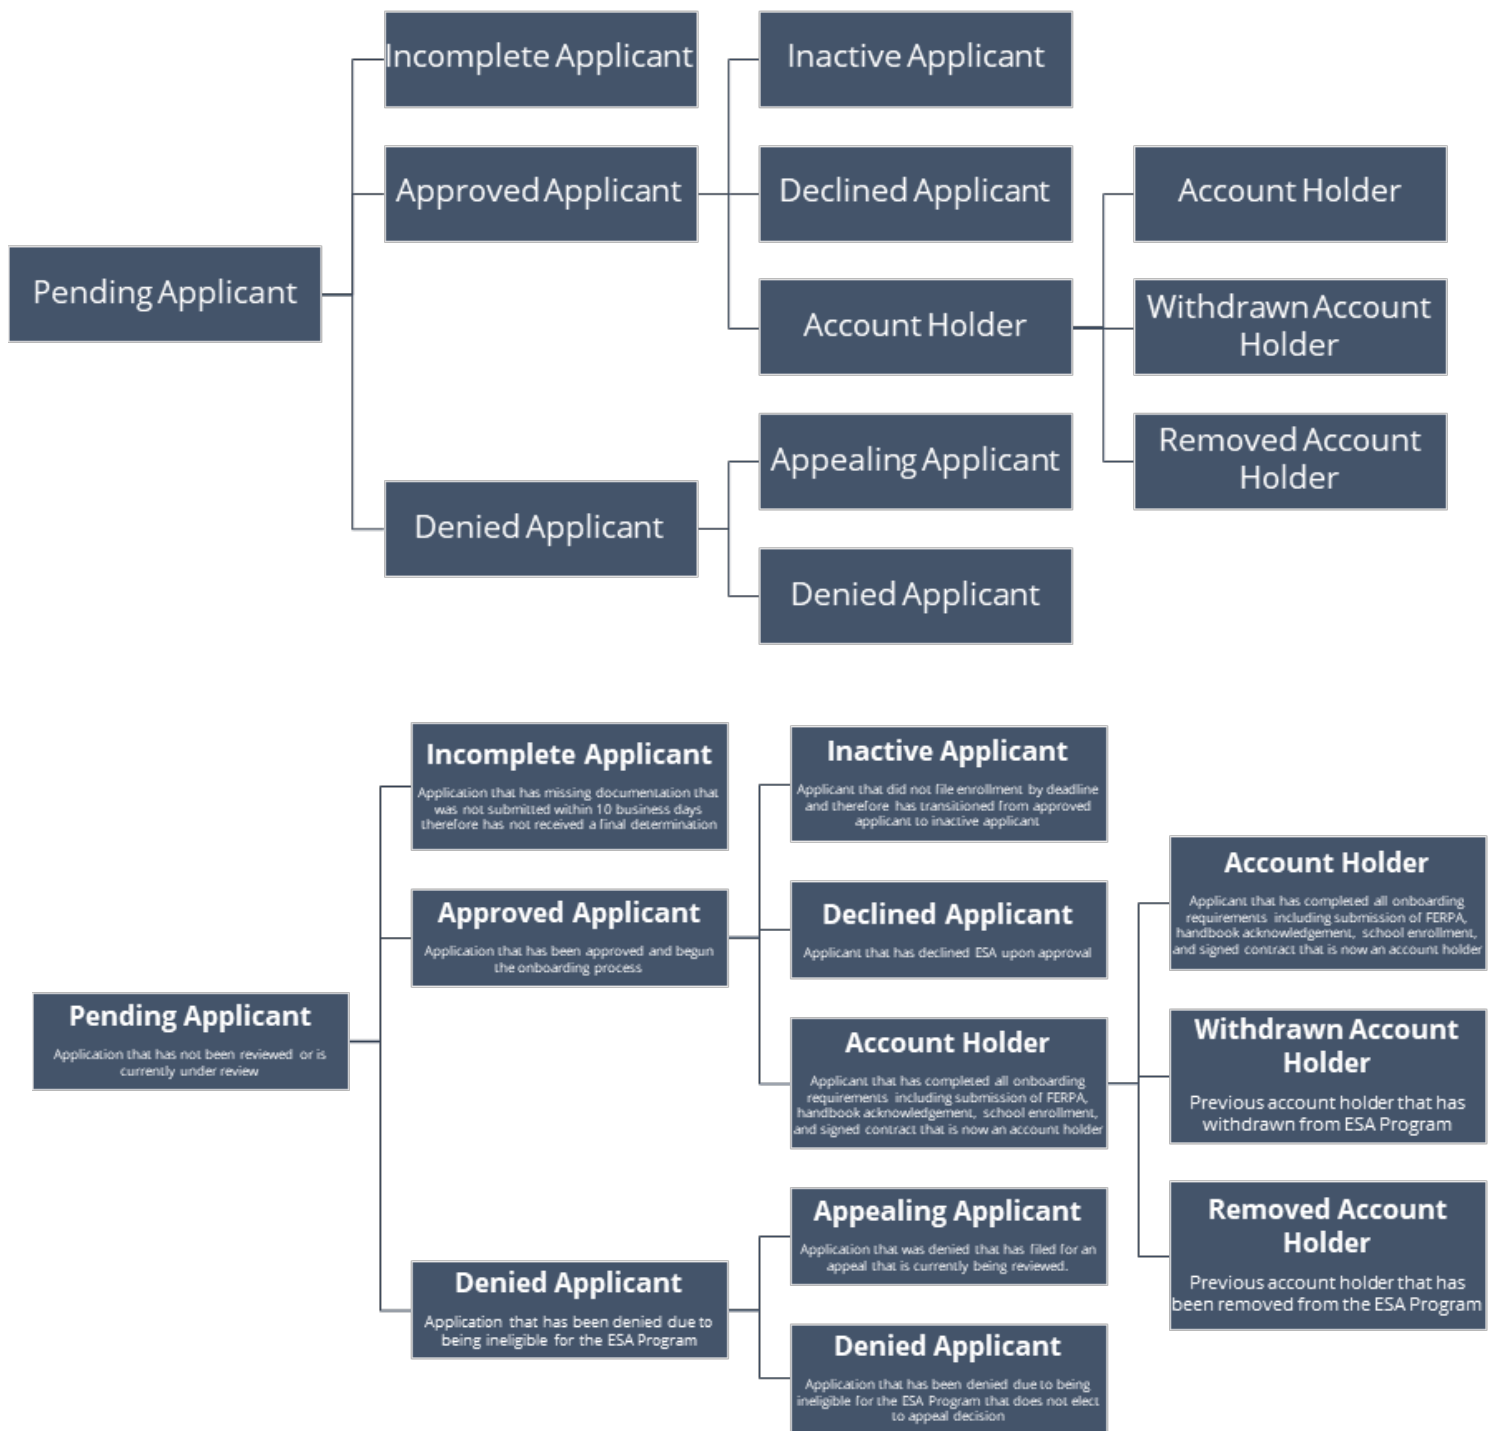 Incomplete Applicant
Inactive Applicant
Approved Applicant
Declined Applicant
Account Holder
Pending Applicant
Account Holder
Withdrawn Account
Holder
Appealing Applicant
Removed Account
Holder
Denied Applicant
Denied Applicant
Incomplete Applicant
Application that has missing documentation that
was not submitted within 10 business days
therefore has not received a final determination
Inactive Applicant
Applicant that did not file enrollment by deadline
and therefore has transitioned from approved
applicant to inactive applicant
Approved Applicant
Application that has been approved and begun
the onboarding process
Declined Applicant
Applicant that has declined ESA upon approval
Account Holder
Applicant that has completed all onboarding
requirements including submission of FERPA,
handbook acknowledgement, school enrollment,
and signed contract that is now an account holder
Pending Applicant
Application that has not been reviewed or is
currently under review
Account Holder
Applicant that has completed all onboarding
requirements including submission of FERPA,
handbook acknowledgement, school enrollment,
and signed contract that is now an account holder
Withdrawn Account
Holder
Previous account holder that has
withdrawn from ESA Program
Appealing Applicant
Application that was denied that has filed for an
appeal that is currently being reviewed.
Removed Account
Holder
Previous account holder that has
been removed from the ESA Program
Denied Applicant
Application that has been denied due to
being ineligible for the ESA Program
Denied Applicant
Application that has been denied due to being
ineligible for the ESA Program that does not elect
to appeal decision